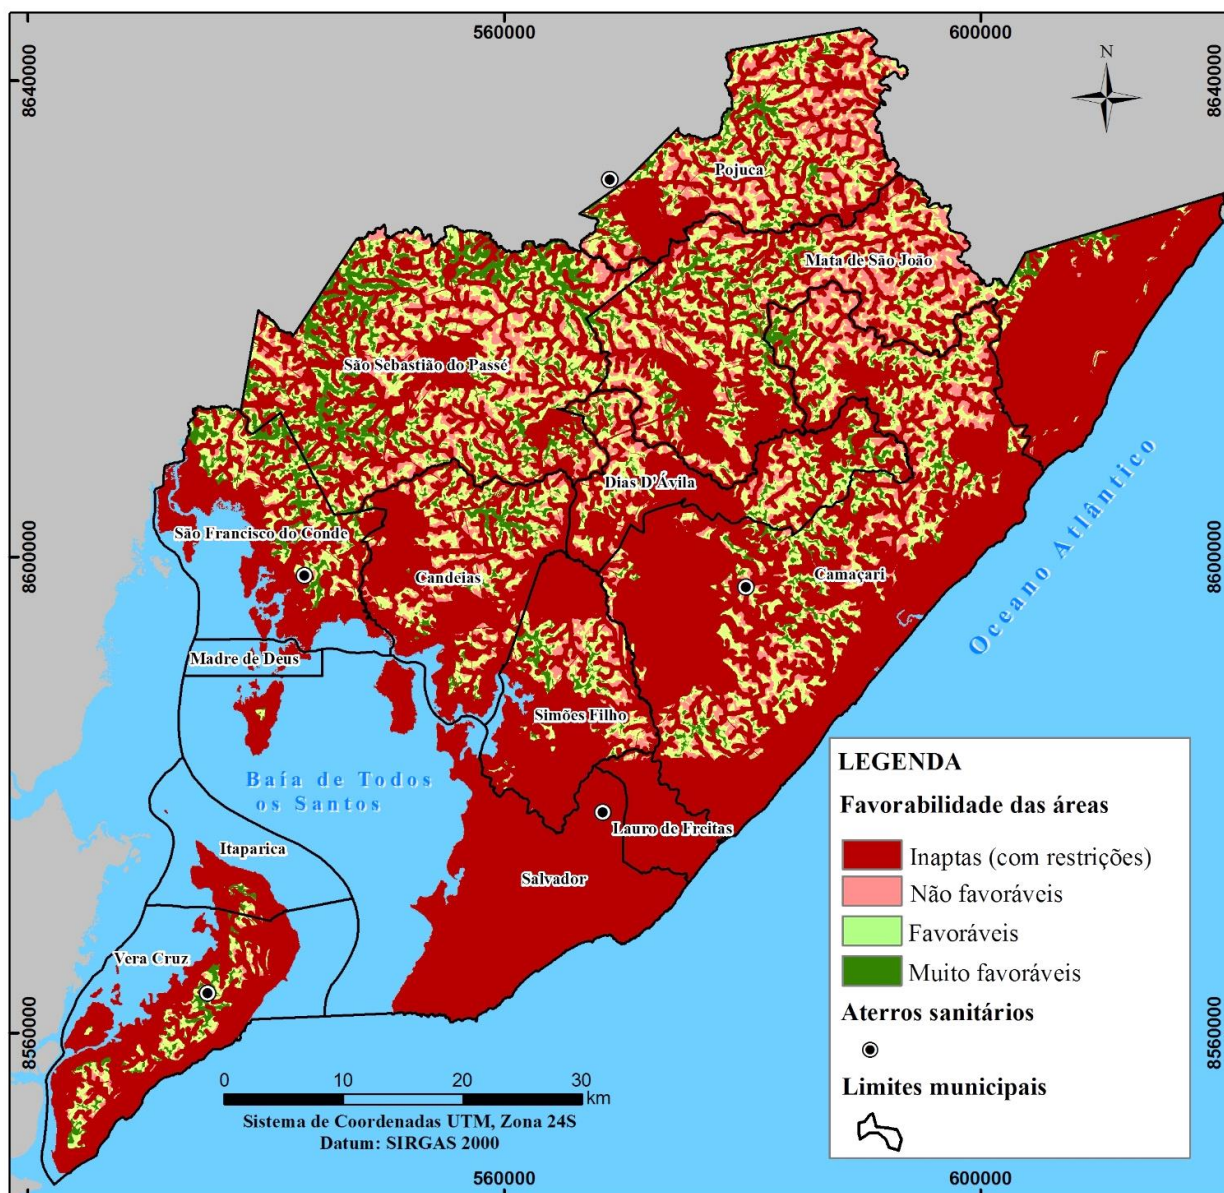 560000
600000
8640000
8640000
N
Pojuca
Mata de São João
São Sebastião do Passé
Dias D'Ávila
São Francisco do Conde
Candeias
Camaçari
8600000
8600000
Oceano Atlântico
Madre de Deus
Simões Filho
Baía de Todos
os Santos
Lauro de Freitas
Itaparica
Salvador
Vera Cruz
LEGENDA
Favorabilidade das áreas
Inaptas (com restrições)
Não favoráveis
Favoráveis
Muito favoráveis
Aterros sanitários
Limites municipais
8560000
8560000
0 10 20 30
km
Sistema de Coordenadas UTM, Zona 24S
Datum: SIRGAS 2000
560000
600000